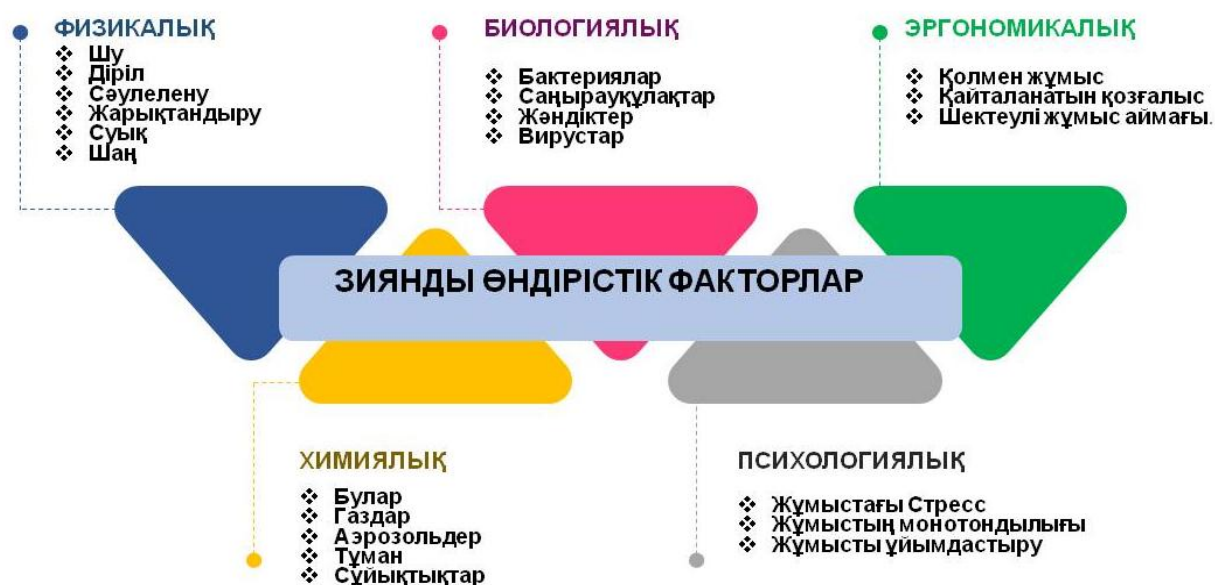 ФИЗИКАЛЫҚ
❖ Шу
❖ Діріл
❖ Сәулелену
❖ Жарықтандыру
❖ Суық
❖ Шаң
БИОЛОГИЯЛЫҚ
❖ Бактериялар
❖ Саңырауқұлақтар
❖ Жәндіктер
❖ Вирустар
ЭРГОНОМИКАЛЫҚ
❖ Қолмен жұмыс
❖ Қайталанатын қозғалыс
❖ Шектеулі жұмыс аймағы.
ЗИЯНДЫ ӨНДІРІСТІК ФАКТОРЛАР
ХИМИЯЛЫҚ
❖ Булар
❖ Газдар
❖ Аэрозольдер
❖ Тұман
❖ Сұйықтықтар
ПСИХОЛОГИЯЛЫҚ
❖ Жұмыстағы Стресс
❖ Жұмыстың монотондылығы
❖ Жұмысты ұйымдастыру